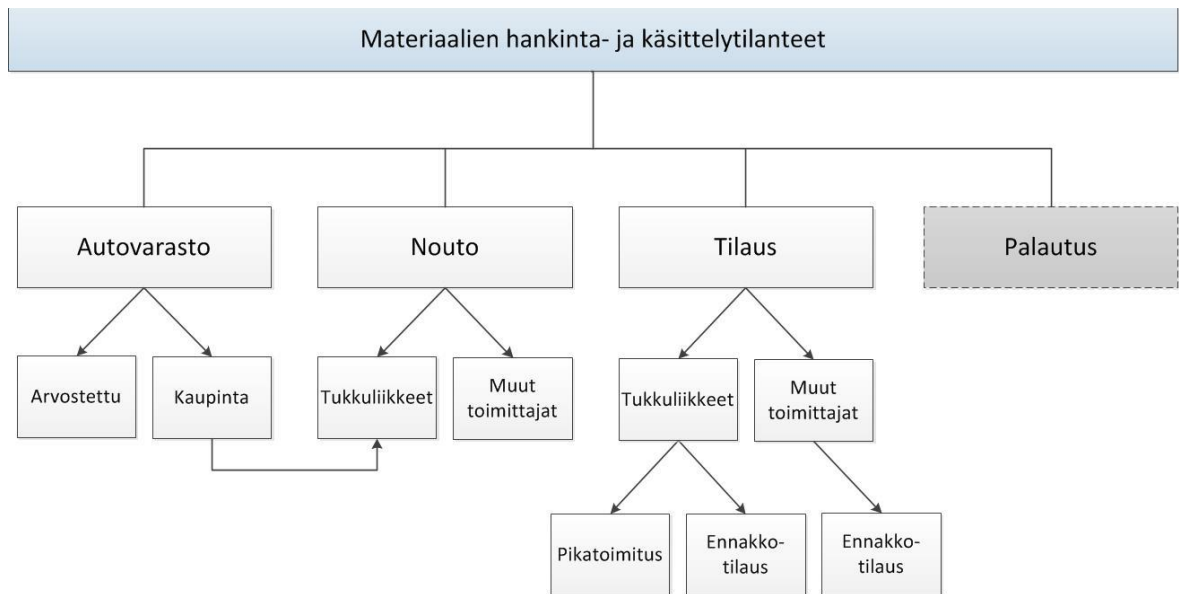 Materiaalien hankinta- ja käsittelytilanteet
Autovarasto
Nouto
Tilaus
Palautus
Arvostettu
Kaupinta
Tukkuliikkeet
Muut
toimittajat
Tukkuliikkeet
Muut
toimittajat
Pikatoimitus
Ennakko-
tilaus
Ennakko-
tilaus